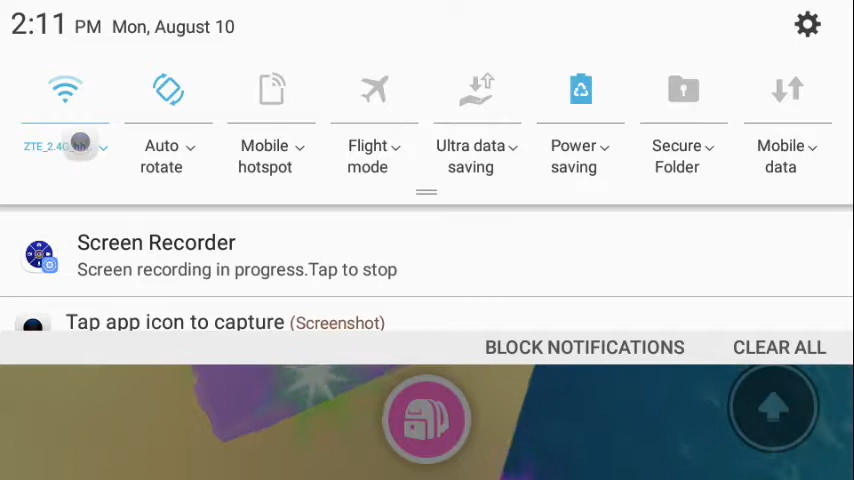 2:11 PM Mon, August 10
Auto rotate
Mobile hotspot
Flight mode
Ultra data saving
Power saving
Secure Folder
Mobile data
Screen Recorder
Screen recording in progress.Tap to stop
Tap app icon to capture (Screenshot)
BLOCK NOTIFICATIONS CLEAR ALL